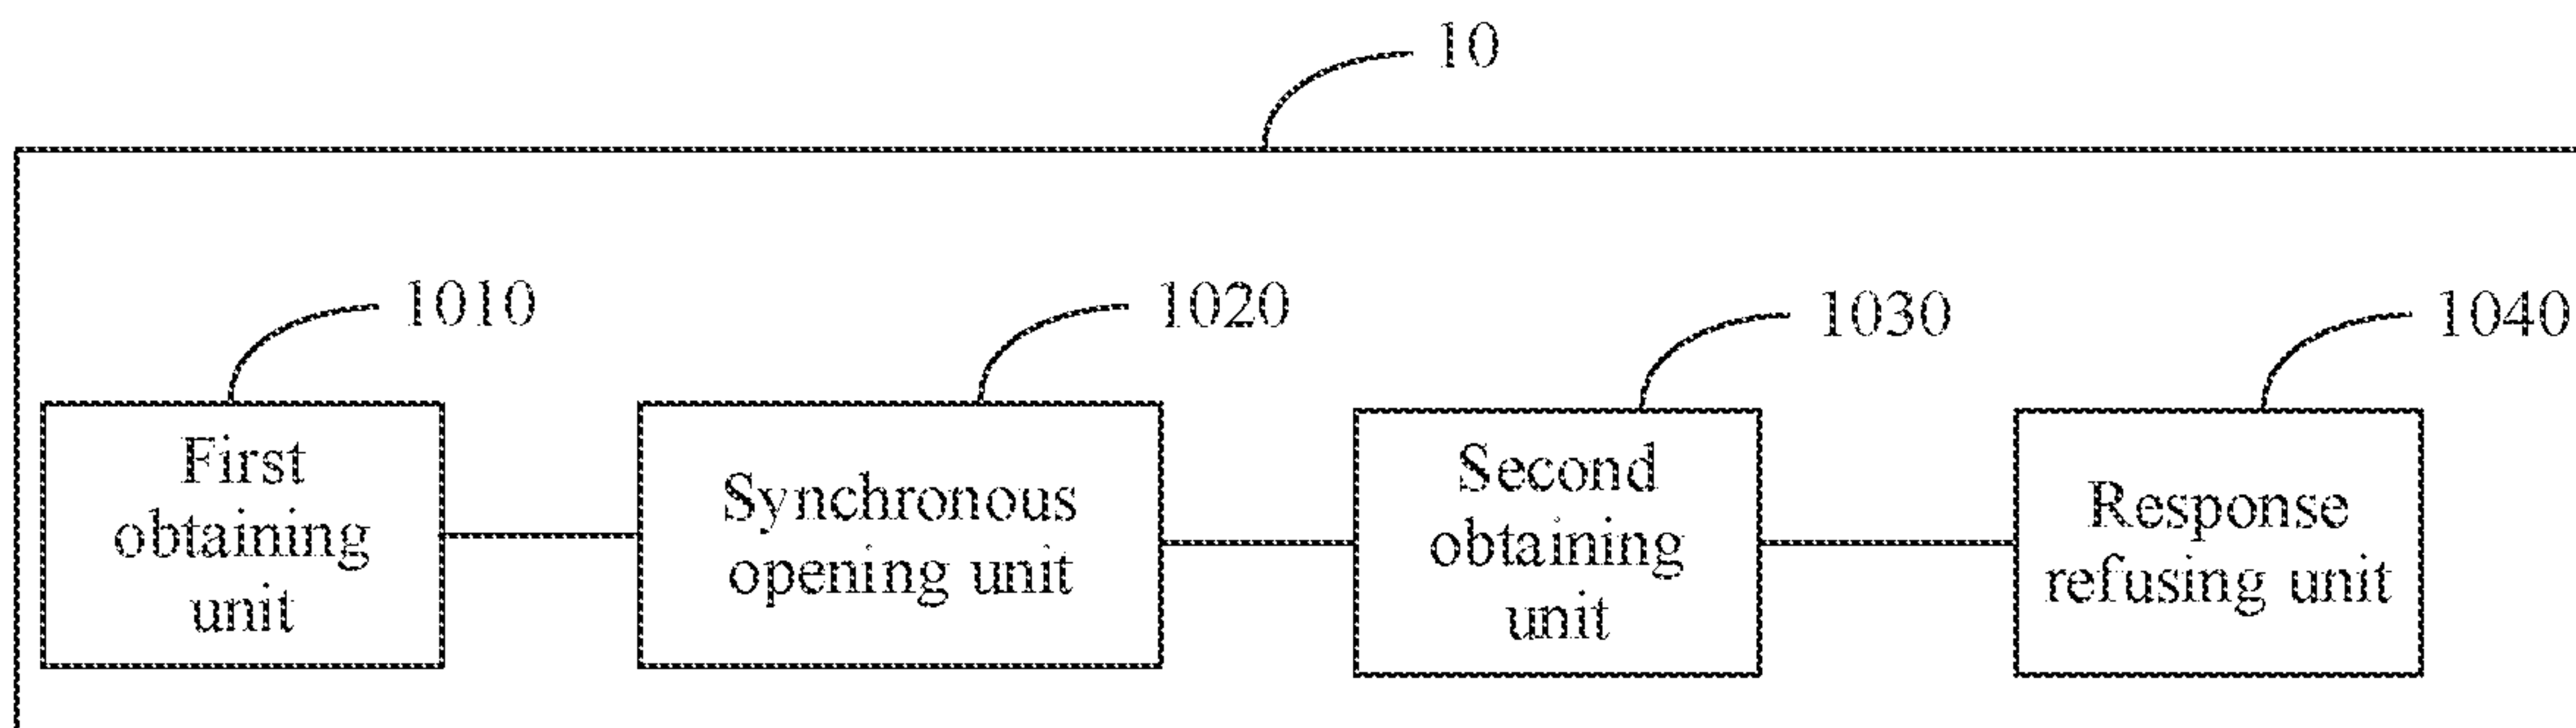 10
1010
1020
1030
1040
First
obtaining
unit
Synchronous
opening unit
Second
obtaining
unit
Response
refusing unit